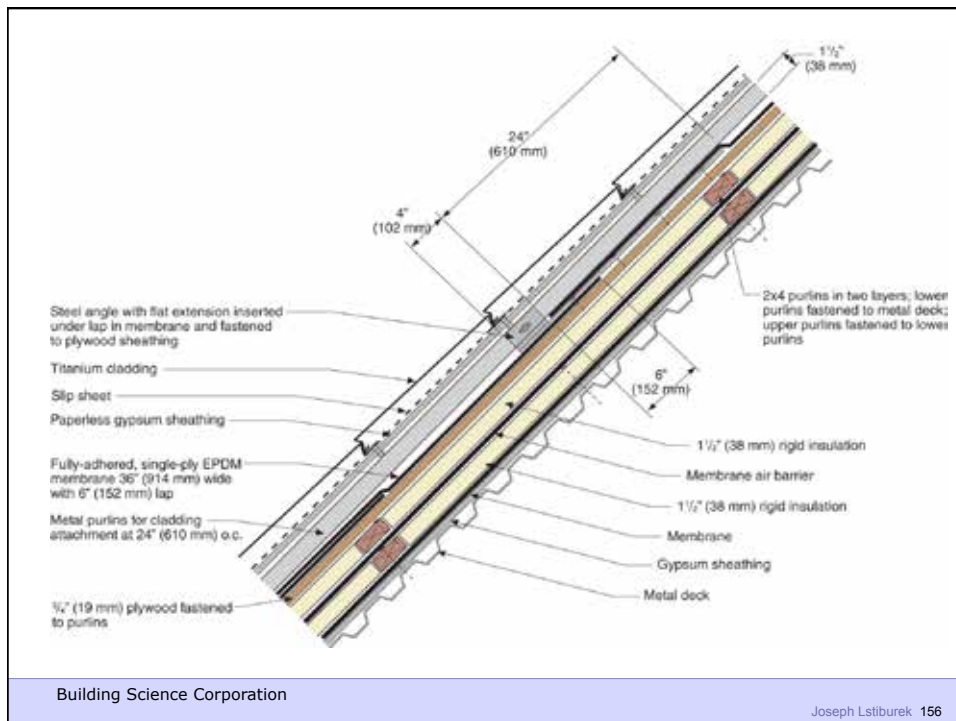 1½"
(38 mm)
24"
(610 mm)
4"
(102 mm)
Steel angle with flat extension inserted
under lap in membrane and fastened
to plywood sheathing
Titanium cladding
Slip sheet
Paperless gypsum sheathing
Fully-adhered, single-ply EPDM
membrane 36" (914 mm) wide
with 6" (152 mm) lap
Metal purlins for cladding
attachment at 24" (610 mm) o.c.
¾" (19 mm) plywood fastened
to purlins
2x4 purlins in two layers; lower
purlins fastened to metal deck;
upper purlins fastened to lower
purlins
6"
(152 mm)
1½" (38 mm) rigid insulation
Membrane air barrier
1½" (38 mm) rigid insulation
Membrane
Gypsum sheathing
Metal deck
Building Science Corporation
Joseph Lstiburek 156